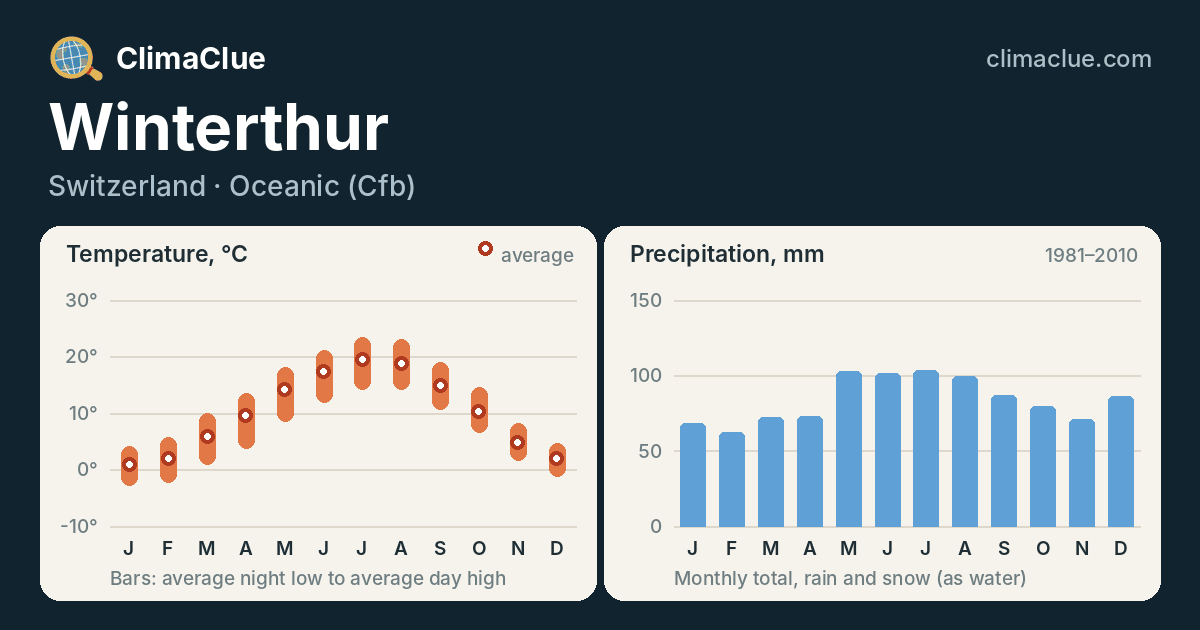 ClimaClue
climaclue.com
Winterthur
Switzerland · Oceanic (Cfb)
Temperature, °C
average
30°
20°
10°
0°
-10°
J F M A M J J A S O N D
Bars: average night low to average day high
Precipitation, mm
1981–2010
150
100
50
0
J F M A M J J A S O N D
Monthly total, rain and snow (as water)